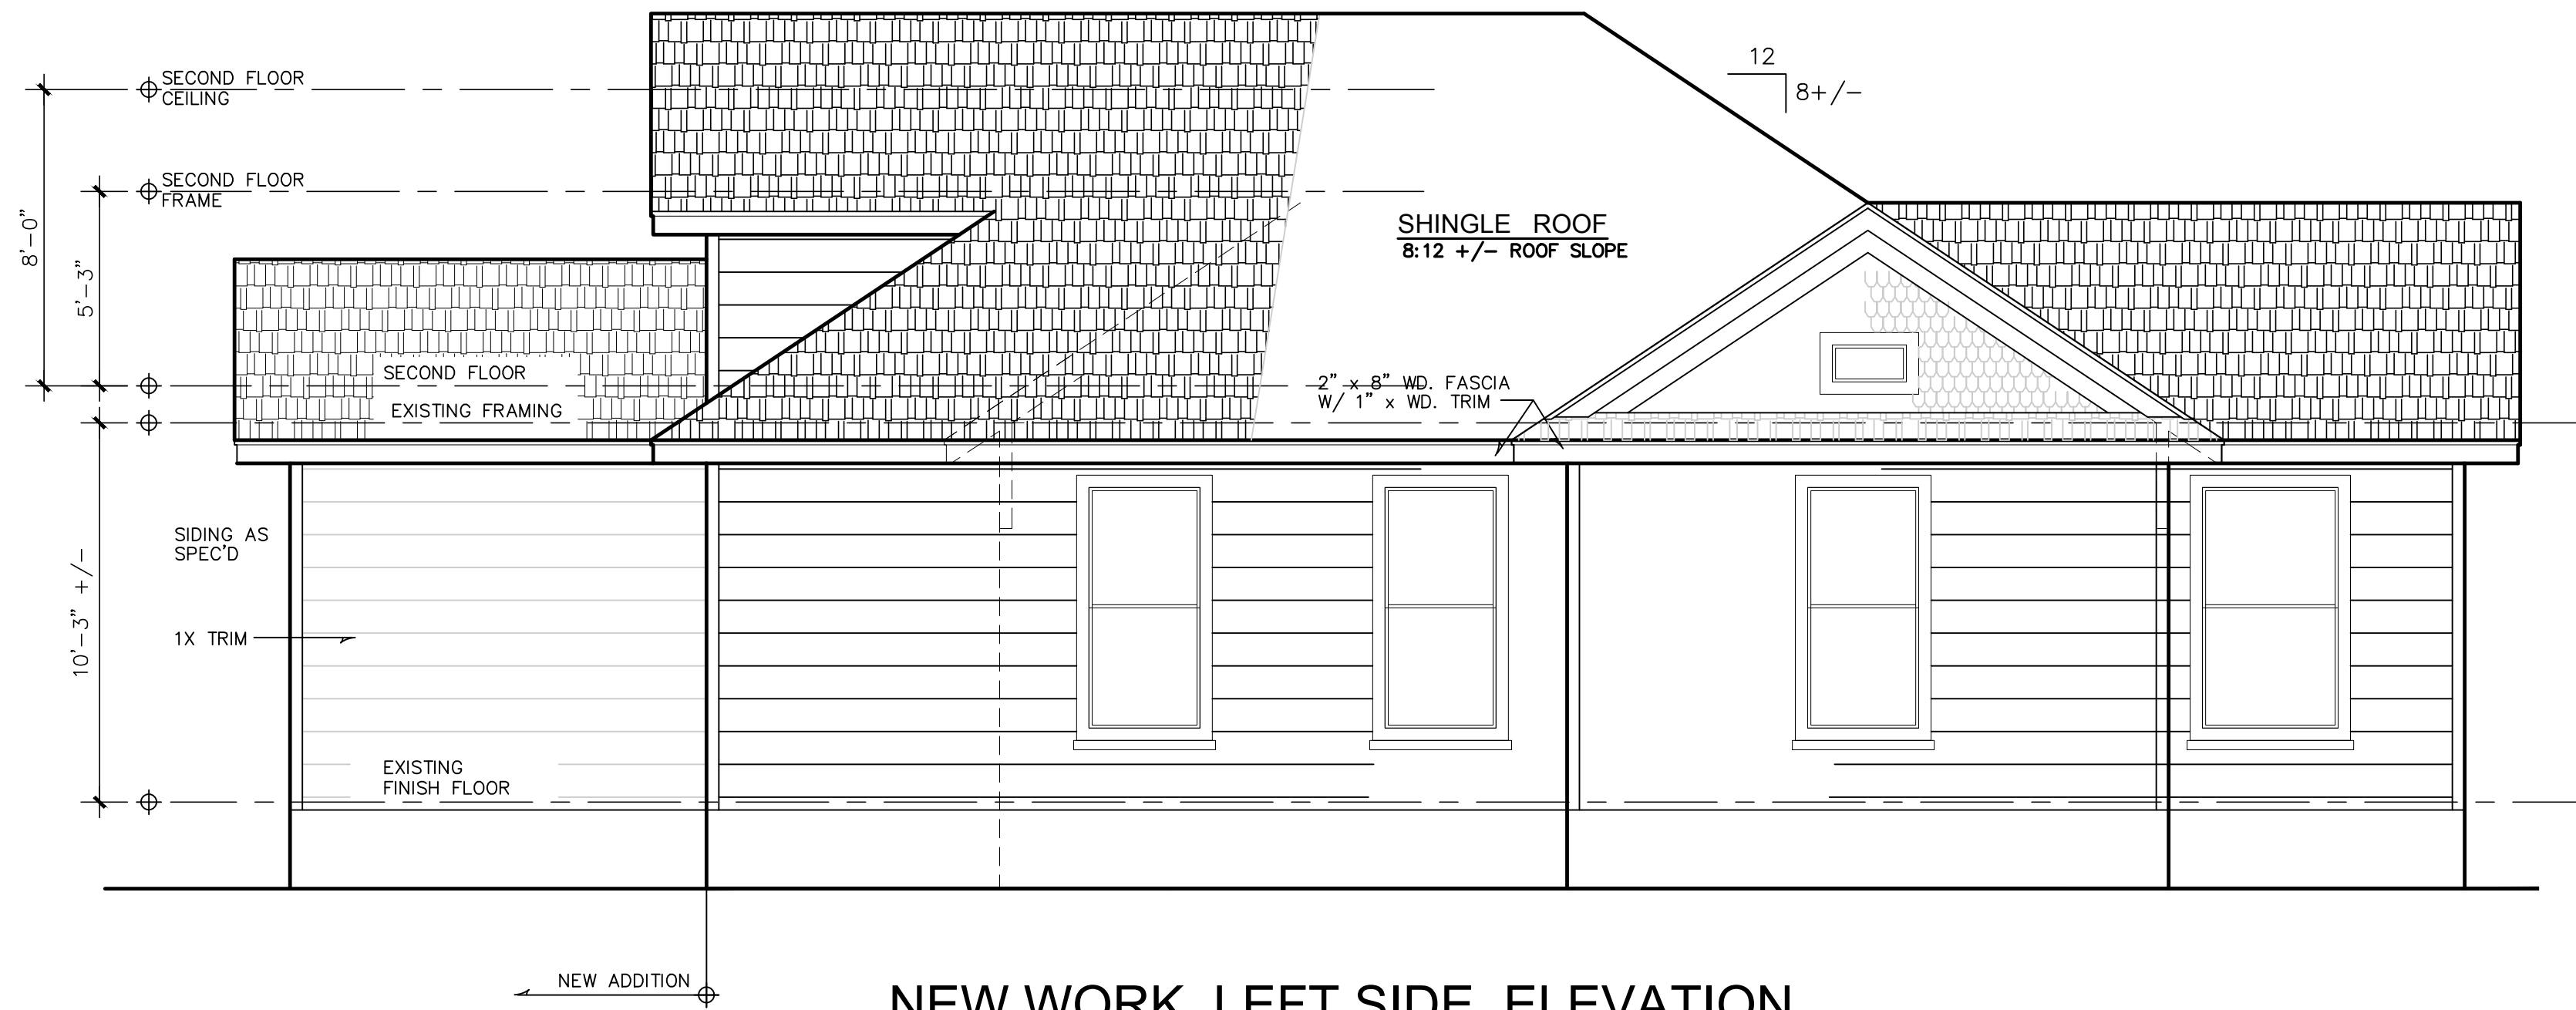 12
8+/-
SECOND FLOOR
CEILING
SECOND FLOOR
FRAME
8'-0"
5'-3"
SHINGLE ROOF
8:12 +/- ROOF SLOPE
SECOND FLOOR
EXISTING FRAMING
2" x 8" WD. FASCIA
W/ 1" x WD. TRIM
SIDING AS
SPEC'D
10'-3" +/-
1X TRIM
EXISTING
FINISH FLOOR
NEW ADDITION
NEW WORK LEFT SIDE ELEVATION